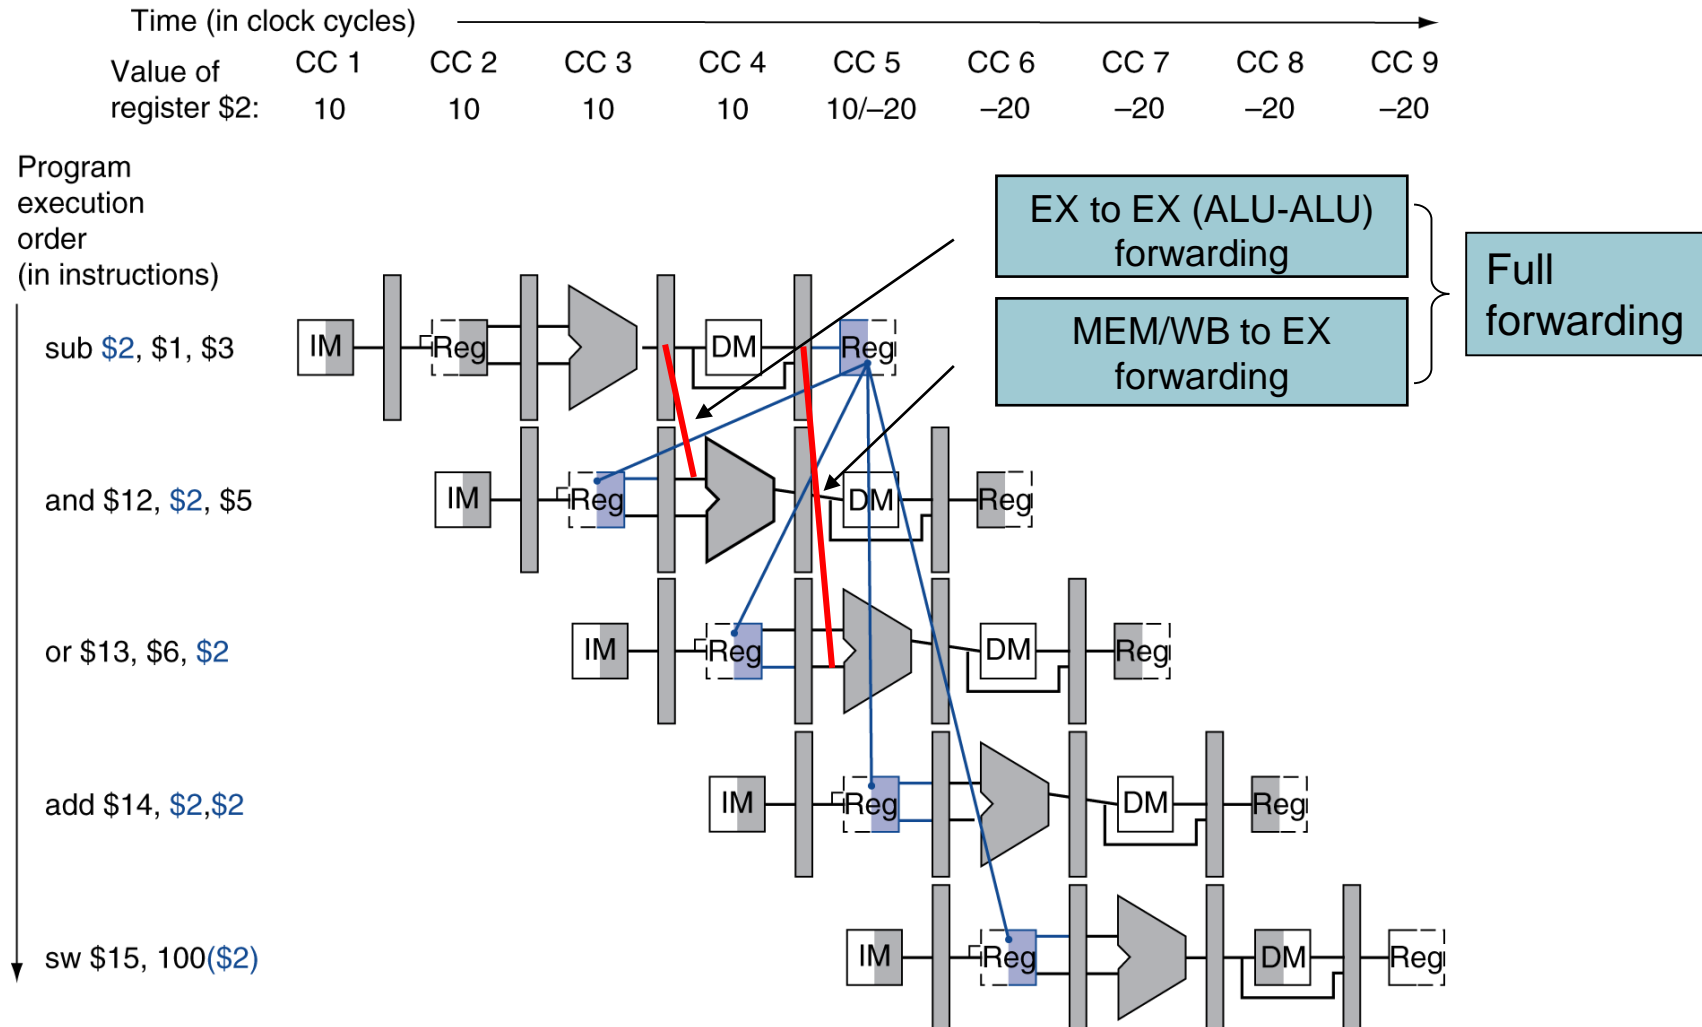 Time (in clock cycles)
Value of register $2:
CC 1 CC 2 CC 3 CC 4 CC 5 CC 6 CC 7 CC 8 CC 9
10 10 10 10 10/–20 –20 –20 –20 –20
Program
execution
order
(in instructions)
EX to EX (ALU-ALU)
forwarding
MEM/WB to EX
forwarding
Full
forwarding
sub $2, $1, $3
IM Reg DM Reg
and $12, $2, $5
IM Reg DM Reg
or $13, $6, $2
IM Reg DM Reg
add $14, $2,$2
IM Reg DM Reg
sw $15, 100($2)
IM Reg DM Reg